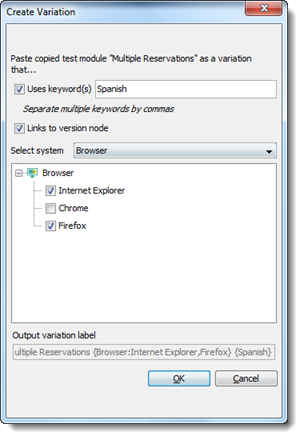 Create Variation
Paste copied test module "Multiple Reservations" as a variation
that...
Uses keyword(s) Spanish
Separate multiple keywords by commas
Links to version node
Select system Browser
Browser
Internet Explorer
Chrome
Firefox
Output variation label
ultiple Reservations {Browser:Internet Explorer,Firefox} {Spanish}
OK Cancel